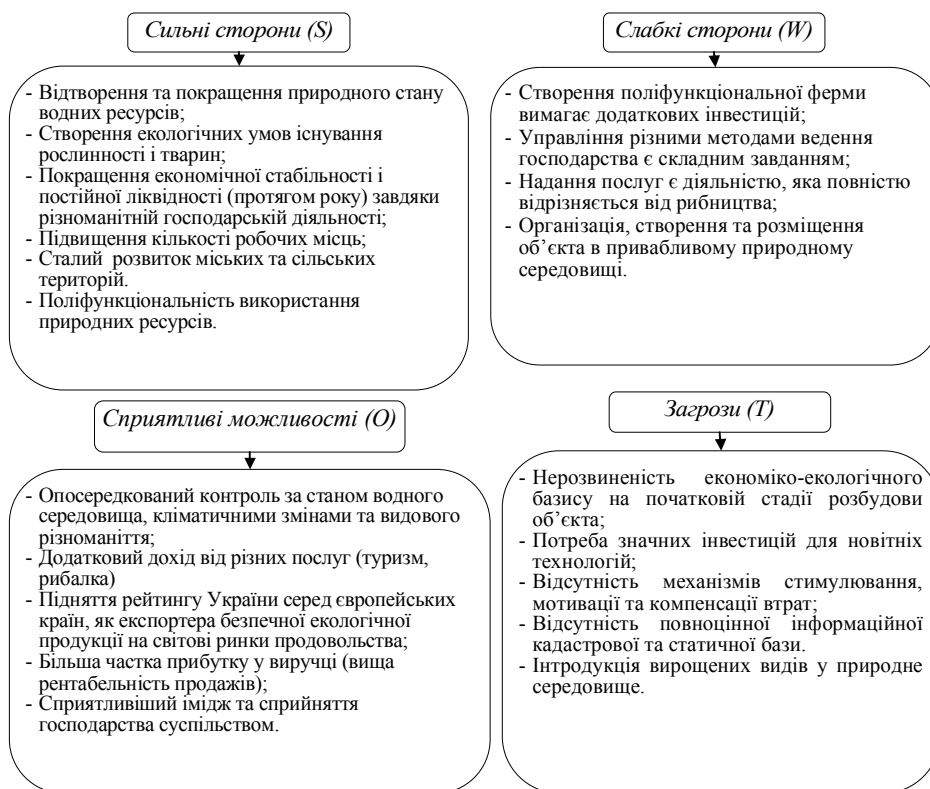 Сильні сторони (S)
- Відтворення та покращення природного стану
водних ресурсів;
- Створення екологічних умов існування
рослинності і тварин;
- Покращення економічної стабільності і
постійної ліквідності (протягом року) завдяки
різноманітній господарській діяльності;
- Підвищення кількості робочих місць;
- Сталий розвиток міських та сільських
територій.
- Поліфункціональність використання
природних ресурсів.
Слабкі сторони (W)
- Створення поліфункціональної ферми
вимагає додаткових інвестицій;
- Управління різними методами ведення
господарства є складним завданням;
- Надання послуг є діяльністю, яка повністю
відрізняється від рибництва;
- Організація, створення та розміщення
об’єкта в привабливому природному
середовищі.
Сприятливі можливості (О)
- Опосередкований контроль за станом водного
середовища, кліматичними змінами та видового
різноманіття;
- Додатковий дохід від різних послуг (туризм,
рибалка)
- Підняття рейтингу України серед європейських
країн, як експортера безпечної екологічної
продукції на світові ринки продовольства;
- Більша частка прибутку у виручці (вища
рентабельність продажів);
- Сприятливіший імідж та сприйняття
господарства суспільством.
Загрози (Т)
- Нерозвиненість економіко-екологічного
базису на початковій стадії розбудови
об’єкта;
- Потреба значних інвестицій для новітніх
технологій;
- Відсутність механізмів стимулювання,
мотивації та компенсації втрат;
- Відсутність повноцінної інформаційної
кадастрової та статичної бази.
- Інтродукція вирощених видів у природне
середовище.